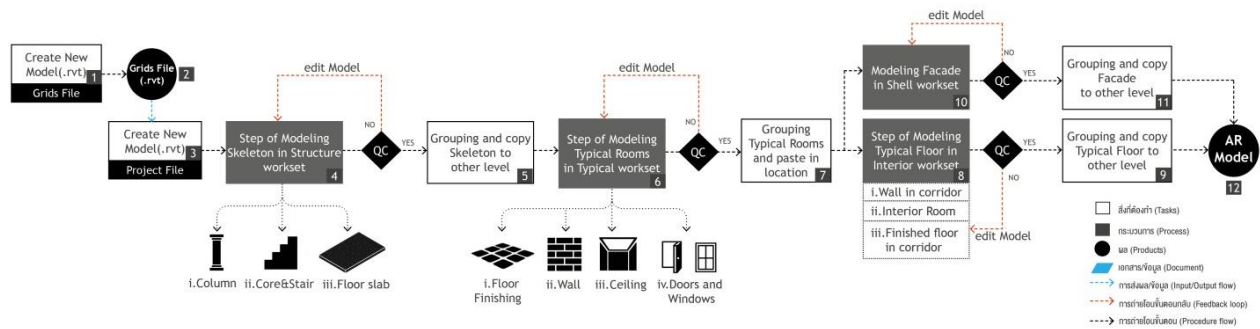 Create New
Model(.rvt)
1
Grids File
Grids File
(.rvt)
2
Create New
Model(.rvt)
3
Project File
edit Model
Step of Modeling
Skeleton in Structure
workset
4
NO
QC
YES
i.Column
ii.Core&Stair
iii.Floor slab
Grouping and copy
Skeleton to
other level
5
edit Model
Step of Modeling
Typical Rooms
in Typical workset
6
NO
QC
YES
i.Floor
Finishing
ii.Wall
iii.Ceiling
iv.Doors and
Windows
Grouping
Typical Rooms
and paste in
location
7
edit Model
Modeling Facade
in Shell workset
10
NO
QC
YES
Grouping and copy
Facade
to other level
11
Step of Modeling
Typical Floor in
Interior workset
8
i.Wall in corridor
ii.Interior Room
iii.Finished floor
in corridor
QC
YES
NO
edit Model
Grouping and copy
Typical Floor to
other level
9
AR
Model
12
สิ่งที่ต้องทำ (Tasks)
กระบวนการ (Process)
ผล (Products)
เอกสาร/ข้อมูล (Document)
การส่งผล/ข้อมูล (Input/Output flow)
การถ่ายโอนขั้นตอนกลับ (Feedback loop)
การถ่ายโอนขั้นตอน (Procedure flow)